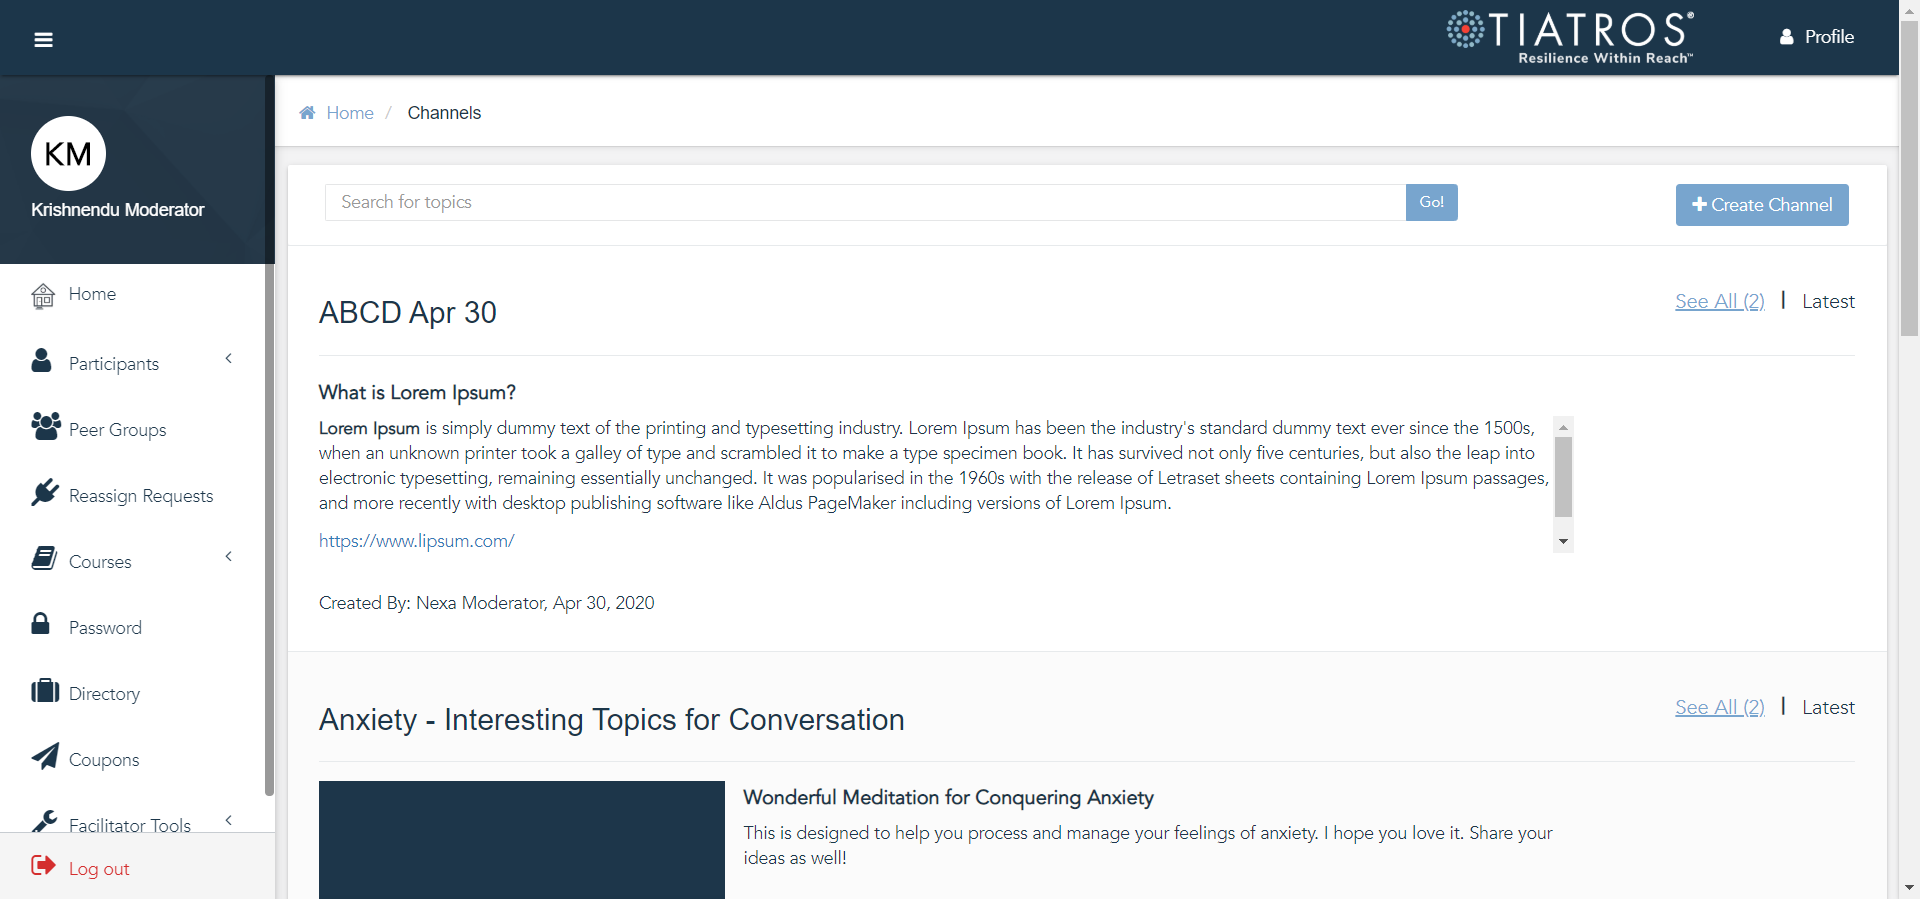 TIATROS®
Resilience Within Reach™
Profile
KM
Krishnendu Moderator
Home
Participants
Peer Groups
Reassign Requests
Courses
Password
Directory
Coupons
Facilitator Tools
Log out
Home / Channels
Search for topics
Go!
Create Channel
ABCD Apr 30
See All (2) | Latest
What is Lorem Ipsum?
Lorem Ipsum is simply dummy text of the printing and typesetting industry. Lorem Ipsum has been the industry's standard dummy text ever since the 1500s,
when an unknown printer took a galley of type and scrambled it to make a type specimen book. It has survived not only five centuries, but also the leap into
electronic typesetting, remaining essentially unchanged. It was popularised in the 1960s with the release of Letraset sheets containing Lorem Ipsum passages,
and more recently with desktop publishing software like Aldus PageMaker including versions of Lorem Ipsum.
https://www.lipsum.com/
Created By: Nexa Moderator, Apr 30, 2020
Anxiety - Interesting Topics for Conversation
See All (2) | Latest
Wonderful Meditation for Conquering Anxiety
This is designed to help you process and manage your feelings of anxiety. I hope you love it. Share your
ideas as well!